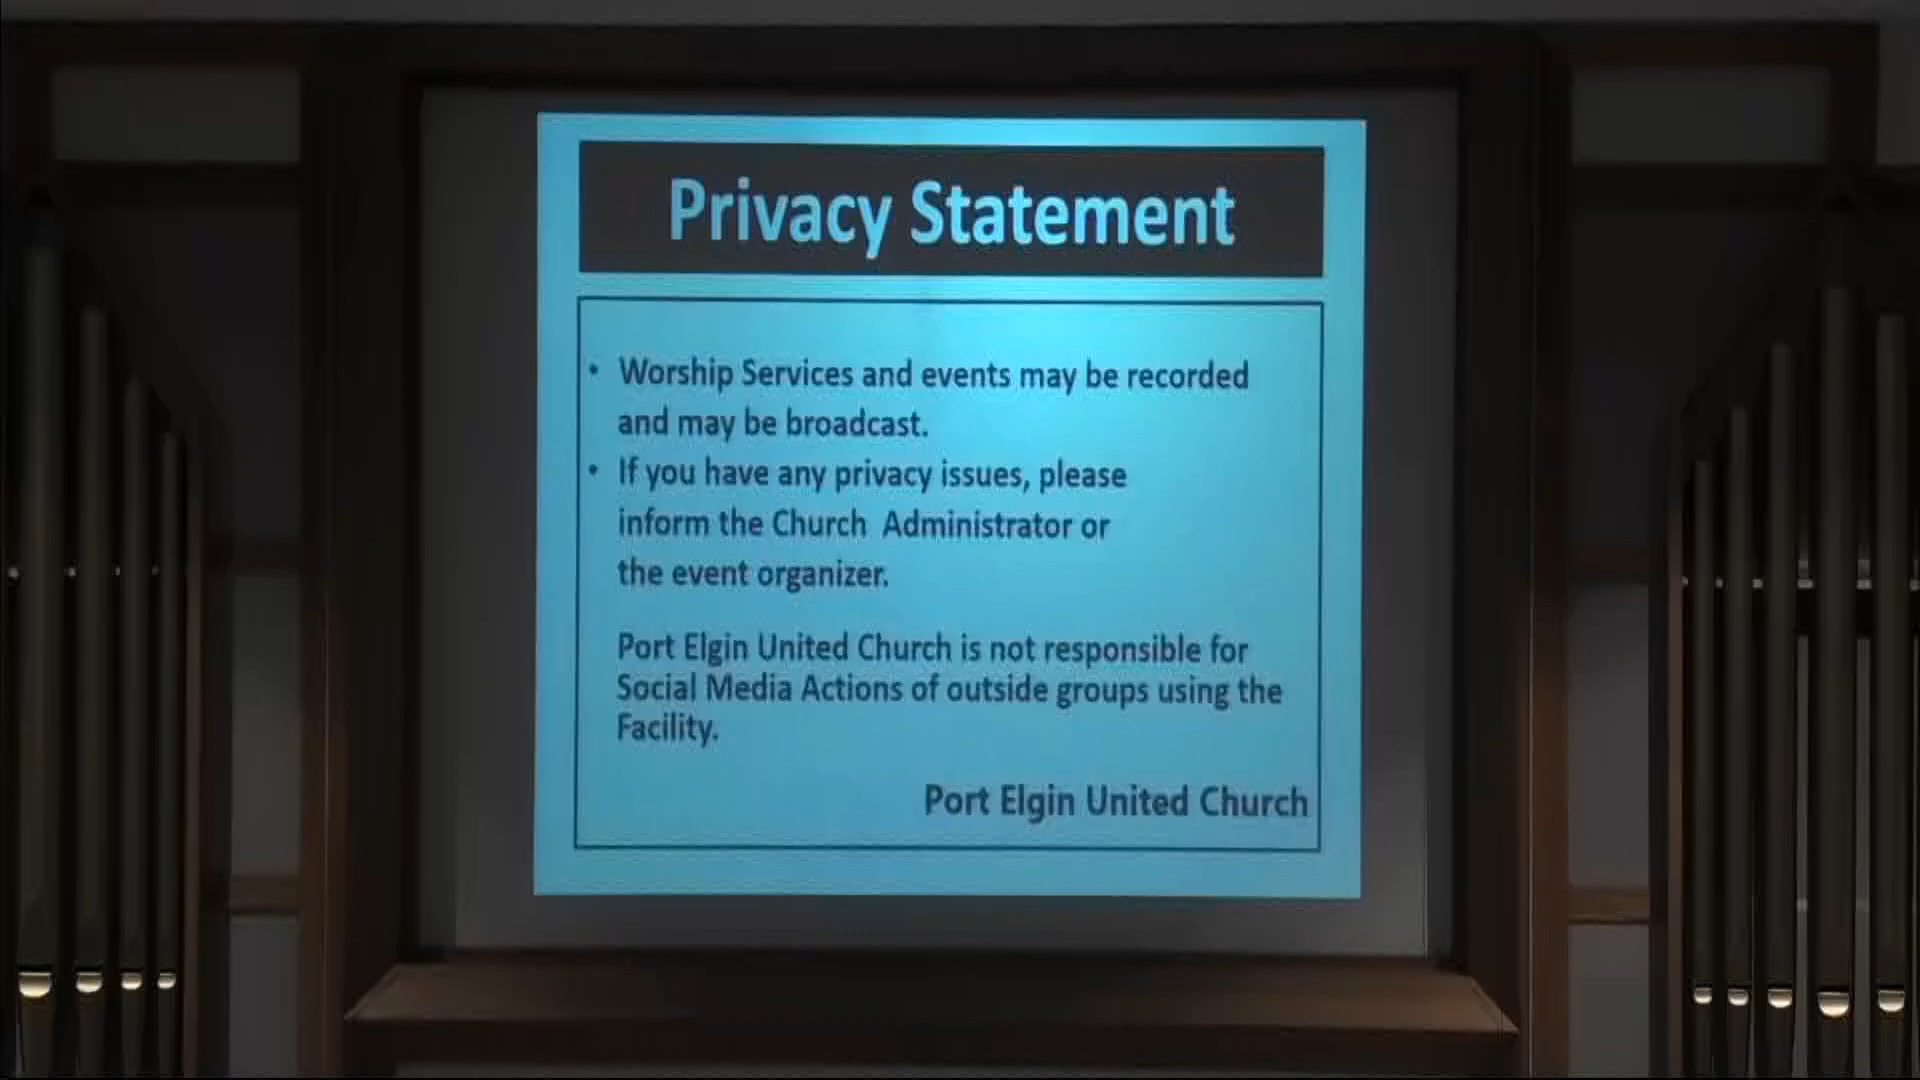 Privacy Statement
• Worship Services and events may be recorded
and may be broadcast.
• If you have any privacy issues, please
inform the Church Administrator or
the event organizer.
Port Elgin United Church is not responsible for
Social Media Actions of outside groups using the
Facility.
Port Elgin United Church